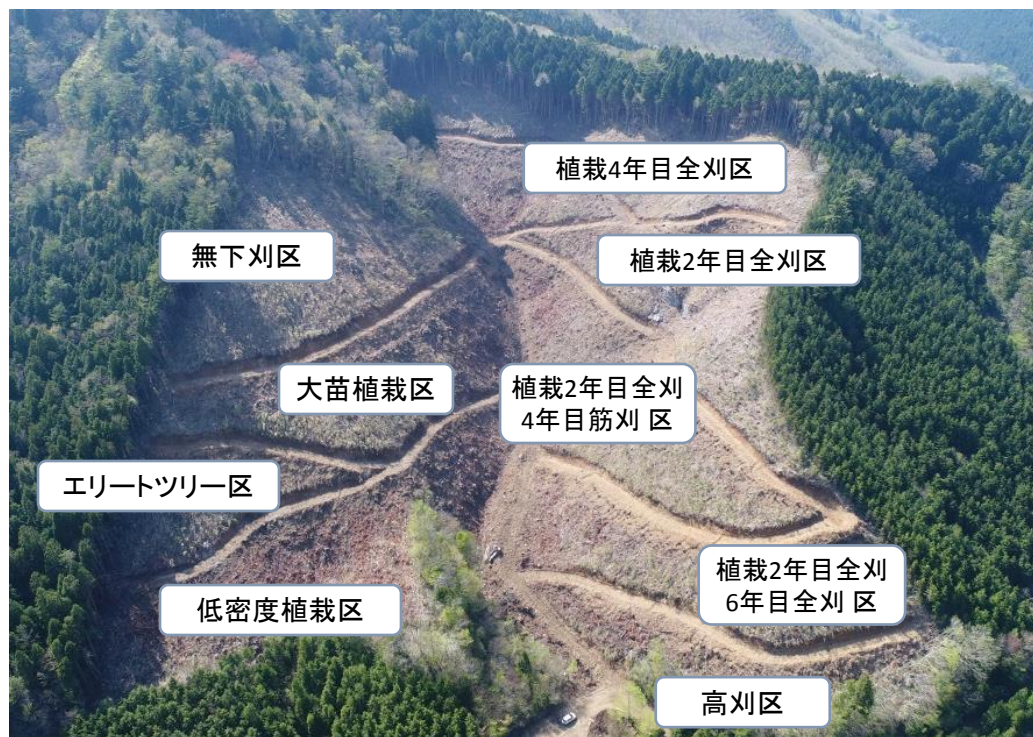 植栽4年目全刈区
無下刈区
植栽2年目全刈区
大苗植栽区
植栽2年目全刈
4年目筋刈 区
エリートツリー区
植栽2年目全刈
6年目全刈 区
低密度植栽区
高刈区